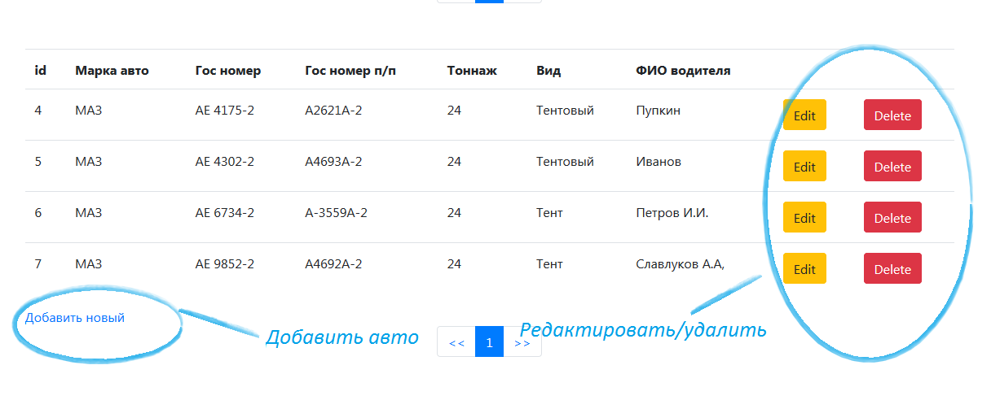 id Марка авто Гос номер Гос номер п/п Тоннаж Вид ФИО водителя
4 МАЗ АЕ 4175-2 А2621А-2 24 Тентовый Пупкин Edit Delete
5 МАЗ АЕ 4302-2 А4693А-2 24 Тентовый Иванов Edit Delete
6 МАЗ АЕ 6734-2 А-3559А-2 24 Тент Петров И.И. Edit Delete
7 МАЗ АЕ 9852-2 А4692А-2 24 Тент Славлуков А.А, Edit Delete
Добавить новый
Добавить авто << 1 >> Редактировать/удалить